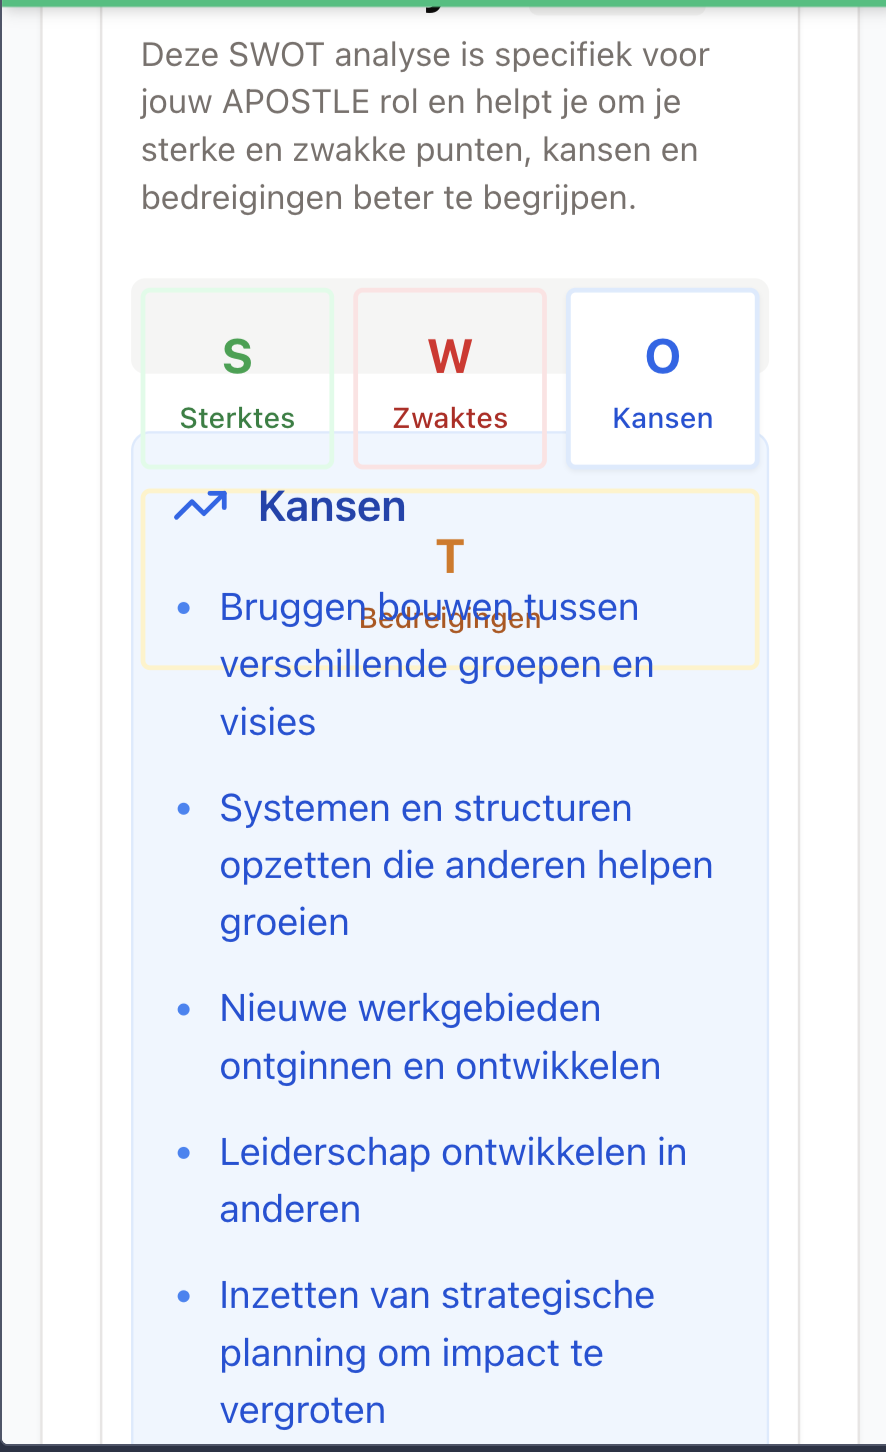 Deze SWOT analyse is specifiek voor
jouw APOSTLE rol en helpt je om je
sterke en zwakke punten, kansen en
bedreigingen beter te begrijpen.
S
Sterktes
W
Zwaktes
O
Kansen
Kansen
T
Bedreigingen
Bruggen bouwen tussen
verschillende groepen en
visies
Systemen en structuren
opzetten die anderen helpen
groeien
Nieuwe werkgebieden
ontginnen en ontwikkelen
Leiderschap ontwikkelen in
anderen
Inzetten van strategische
planning om impact te
vergroten